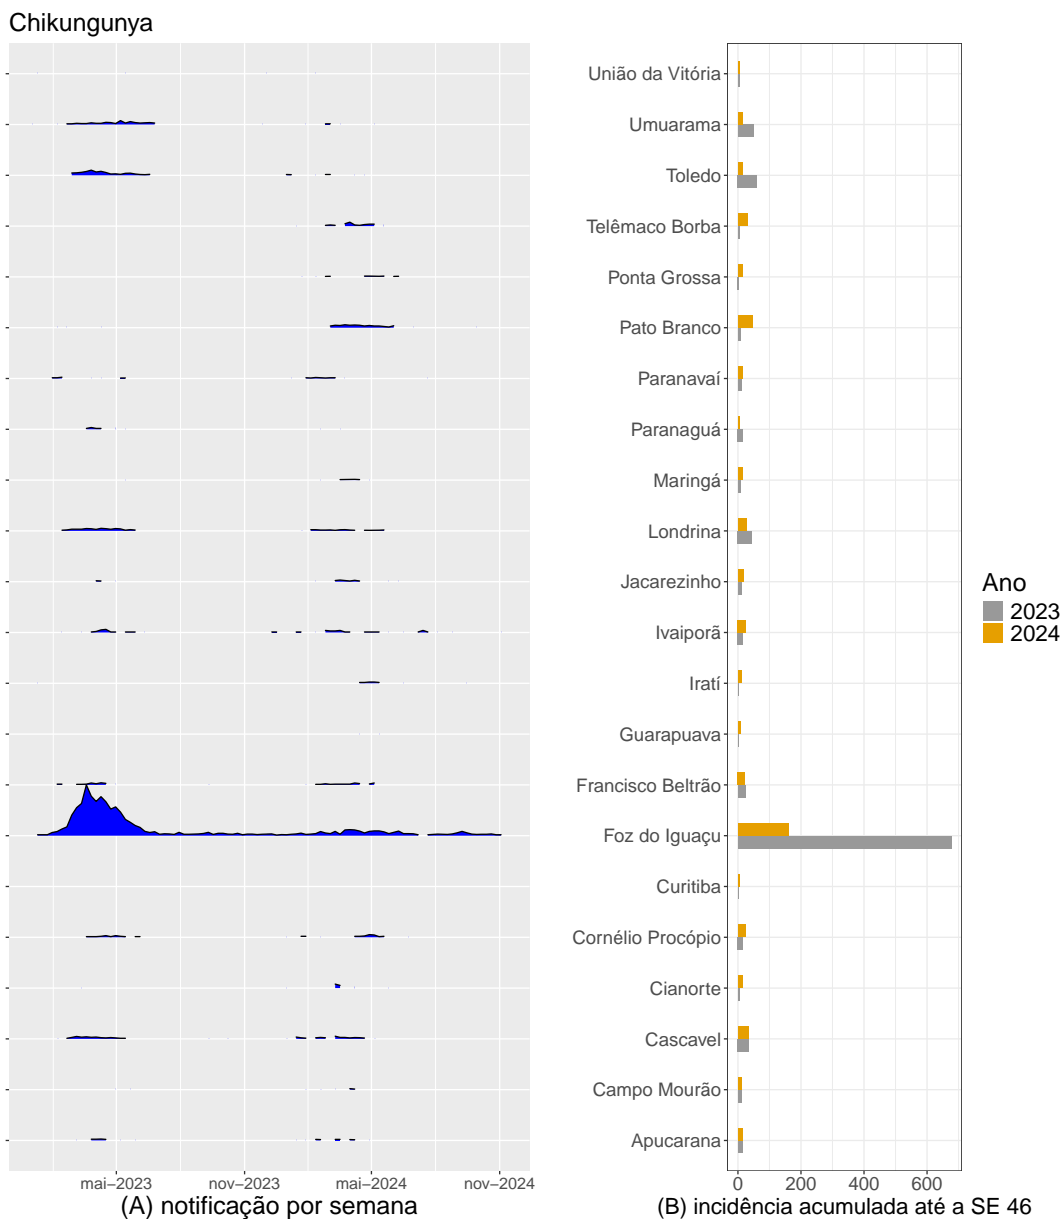 Chikungunya
União da Vitória
Umuarama
Toledo
Telêmaco Borba
Ponta Grossa
Pato Branco
Paranavaí
Paranaguá
Maringá
Londrina
Jacarezinho
Ivaiporã
Iratí
Guarapuava
Francisco Beltrão
Foz do Iguaçu
Curitiba
Cornélio Procópio
Cianorte
Cascavel
Campo Mourão
Apucarana
mai–2023 nov–2023 mai–2024 nov–2024
(A) notificação por semana
0 200 400 600
(B) incidência acumulada até a SE 46
Ano
2023
2024